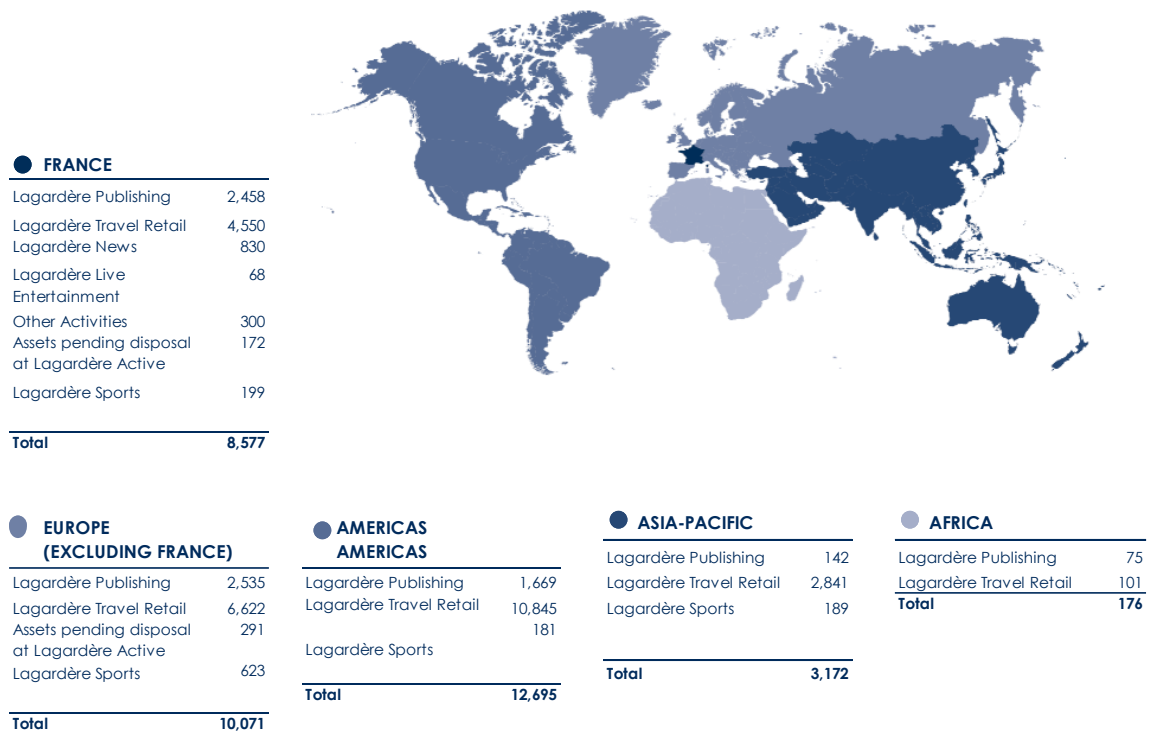 FRANCE
Lagardère Publishing 2,458
Lagardère Travel Retail 4,550
Lagardère News 830
Lagardère Live 68
Entertainment
Other Activities 300
Assets pending disposal 172
at Lagardère Active
Lagardère Sports 199
Total 8,577
EUROPE
(EXCLUDING FRANCE)
Lagardère Publishing 2,535
Lagardère Travel Retail 6,622
Assets pending disposal 291
at Lagardère Active
Lagardère Sports 623
Total 10,071
AMERICAS
AMERICAS
Lagardère Publishing 1,669
Lagardère Travel Retail 10,845
181
Lagardère Sports
Total 12,695
ASIA-PACIFIC
Lagardère Publishing 142
Lagardère Travel Retail 2,841
Lagardère Sports 189
Total 3,172
AFRICA
Lagardère Publishing 75
Lagardère Travel Retail 101
Total 176